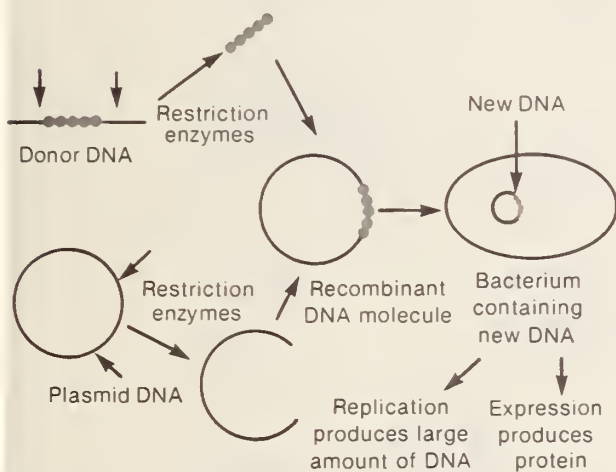 Restriction
enzymes
Donor DNA
New DNA
Restriction
enzymes
Recombinant
DNA molecule
Bacterium
containing
new DNA
Plasmid DNA
Replication
produces large
amount of DNA
Expression
produces
protein